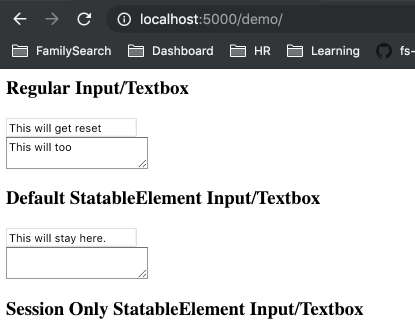 localhost:5000/demo/
FamilySearch Dashboard HR Learning fs-
Regular Input/Textbox
This will get reset
This will too
Default StatableElement Input/Textbox
This will stay here.
Session Only StatableElement Input/Textbox